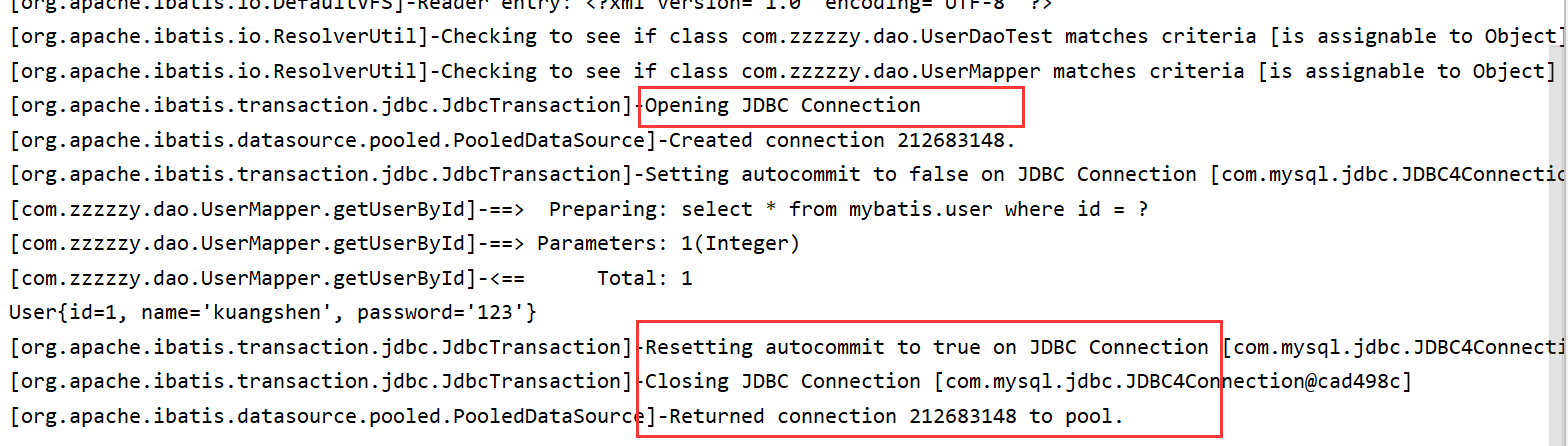 [org.apache.ibatis.io.DefaultVFS]-Reader entry: <?xml version="1.0" encoding="UTF-8" ?>
[org.apache.ibatis.io.ResolverUtil]-Checking to see if class com.zzzzzy.dao.UserDaoTest matches criteria [is assignable to Object]
[org.apache.ibatis.io.ResolverUtil]-Checking to see if class com.zzzzzy.dao.UserMapper matches criteria [is assignable to Object]
[org.apache.ibatis.transaction.jdbc.JdbcTransaction]-Opening JDBC Connection
[org.apache.ibatis.datasource.pooled.PooledDataSource]-Created connection 212683148.
[org.apache.ibatis.transaction.jdbc.JdbcTransaction]-Setting autocommit to false on JDBC Connection [com.mysql.jdbc.JDBC4Connectio
[com.zzzzzy.dao.UserMapper.getUserById]-==>  Preparing: select * from mybatis.user where id = ?
[com.zzzzzy.dao.UserMapper.getUserById]-==> Parameters: 1(Integer)
[com.zzzzzy.dao.UserMapper.getUserById]-<==      Total: 1
User{id=1, name='kuangshen', password='123'}
[org.apache.ibatis.transaction.jdbc.JdbcTransaction]-Resetting autocommit to true on JDBC Connection [com.mysql.jdbc.JDBC4Connecti
[org.apache.ibatis.transaction.jdbc.JdbcTransaction]-Closing JDBC Connection [com.mysql.jdbc.JDBC4Connection@cad498c]
[org.apache.ibatis.datasource.pooled.PooledDataSource]-Returned connection 212683148 to pool.